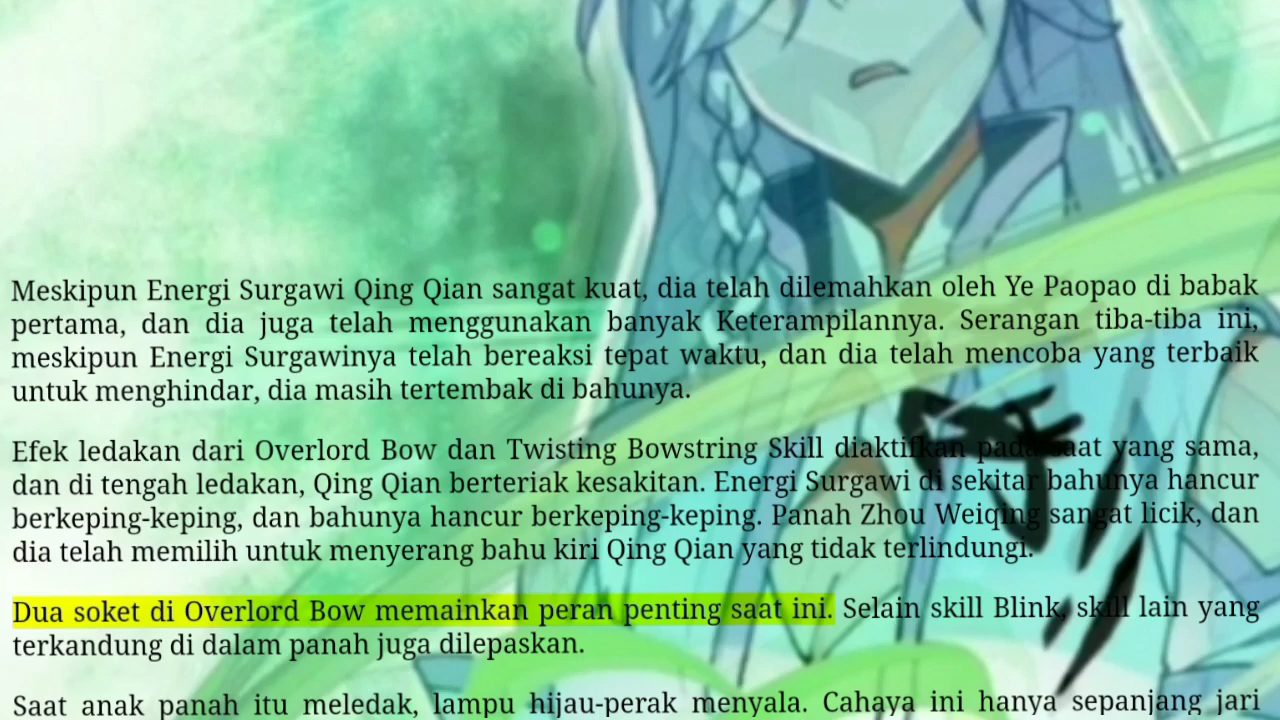 Meskipun Energi Surgawi Qing Qian sangat kuat, dia telah dilemahkan oleh Ye Paopao di babak
pertama, dan dia juga telah menggunakan banyak Keterampilannya. Serangan tiba-tiba ini,
meskipun Energi Surgawinya telah bereaksi tepat waktu, dan dia telah mencoba yang terbaik
untuk menghindar, dia masih tertembak di bahunya.
Efek ledakan dari Overlord Bow dan Twisting Bowstring Skill diaktifkan pada saat yang sama,
dan di tengah ledakan, Qing Qian berteriak kesakitan. Energi Surgawi di sekitar bahunya hancur
berkeping-keping, dan bahunya hancur berkeping-keping. Panah Zhou Weiqing sangat licik, dan
dia telah memilih untuk menyerang bahu kiri Qing Qian yang tidak terlindungi.
Dua soket di Overlord Bow memainkan peran penting saat ini. Selain skill Blink, skill lain yang
terkandung di dalam panah juga dilepaskan.
Saat anak panah itu meledak, lampu hijau-perak menyala. Cahaya ini hanya sepanjang jari